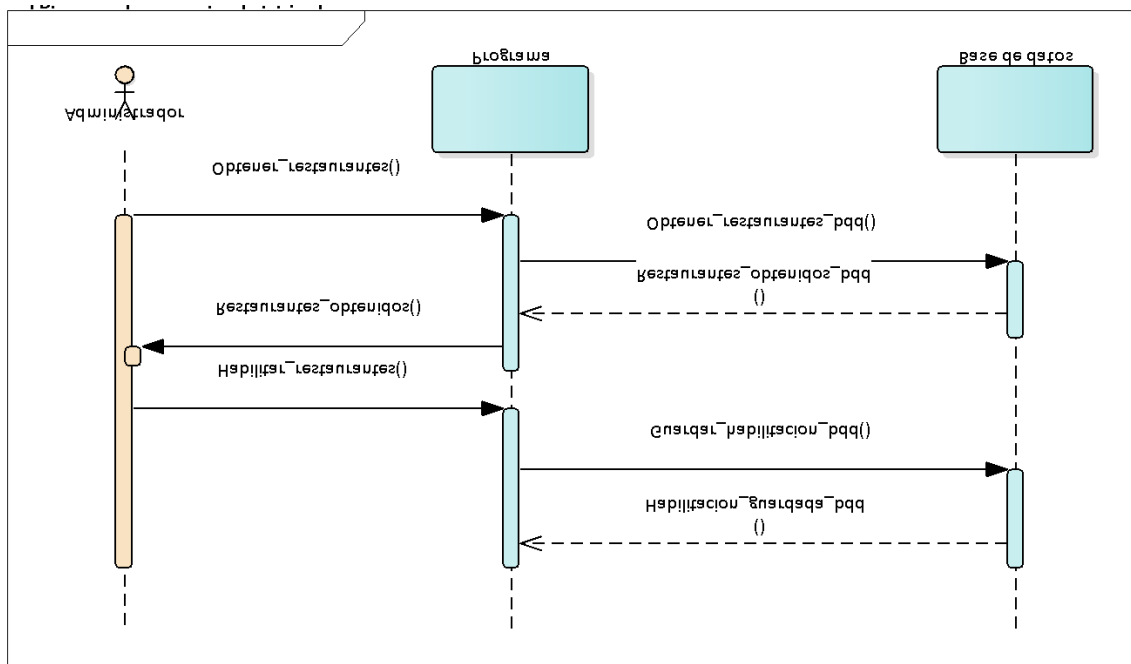 Programa
Base de datos
Administrador
Obtener_restaurantes()
Obtener_restaurantes_bdd()
Restaurantes_obtenidos_bdd
()
Restaurantes_obtenidos()
Habilitar_restaurantes()
Guardar_habilitacion_bdd()
Habilitacion_guardada_bdd
()